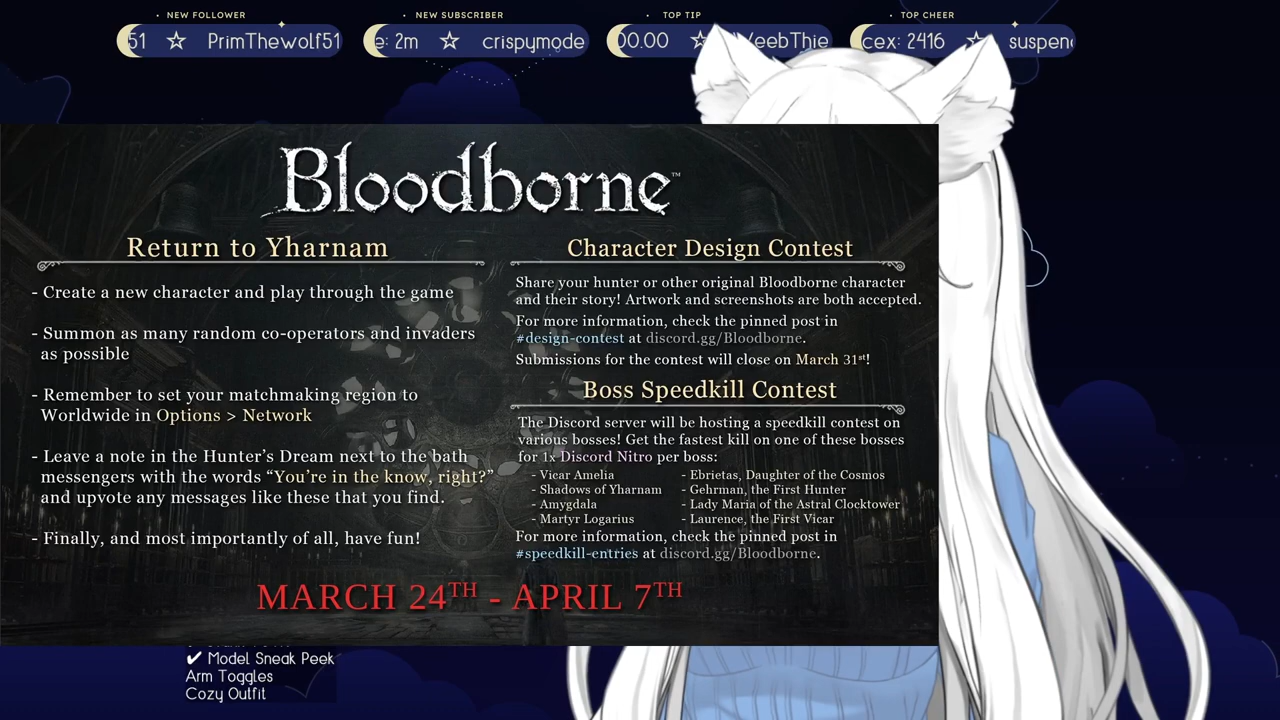 NEW FOLLOWER
NEW SUBSCRIBER
TOP TIP
TOP CHEER
51 ☆ PrimTheWolf51
e: 2m ☆ crispymode
00.00 ☆
cex: 2416
Bloodborne™
Return to Yharnam
- Create a new character and play through the game
- Summon as many random co-operators and invaders
as possible
- Remember to set your matchmaking region to
Worldwide in Options > Network
- Leave a note in the Hunter's Dream next to the bath
messengers with the words “You're in the know, right?”
and upvote any messages like these that you find.
- Finally, and most importantly of all, have fun!
Character Design Contest
Share your hunter or other original Bloodborne character
and their story! Artwork and screenshots are both accepted.
For more information, check the pinned post in
#design-contest at discord.gg/Bloodborne.
Submissions for the contest will close on March 31st!
Boss Speedkill Contest
The Discord server will be hosting a speedkill contest on
various bosses! Get the fastest kill on one of these bosses
for 1x Discord Nitro per boss:
- Vicar Amelia
- Shadows of Yharnam
- Amygdala
- Martyr Logarius
- Ebrietas, Daughter of the Cosmos
- Gehrman, the First Hunter
- Lady Maria of the Astral Clocktower
- Laurence, the First Vicar
For more information, check the pinned post in
#speedkill-entries at discord.gg/Bloodborne.
MARCH 24TH - APRIL 7TH
✔ Model Sneak Peek
Arm Toggles
Cozy Outfit